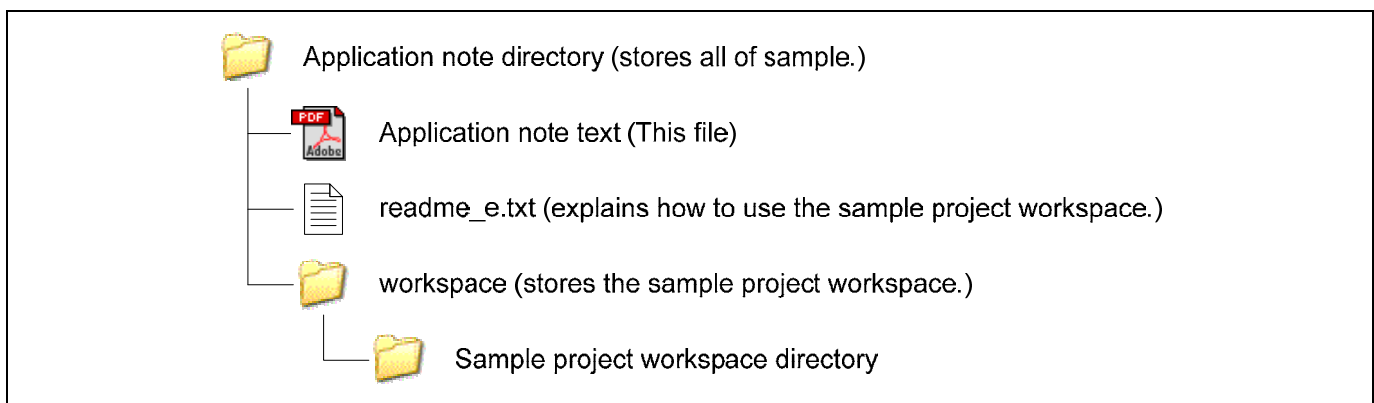 Application note directory (stores all of sample.)
PDF
Adobe
Application note text (This file)
readme_e.txt (explains how to use the sample project workspace.)
workspace (stores the sample project workspace.)
Sample project workspace directory